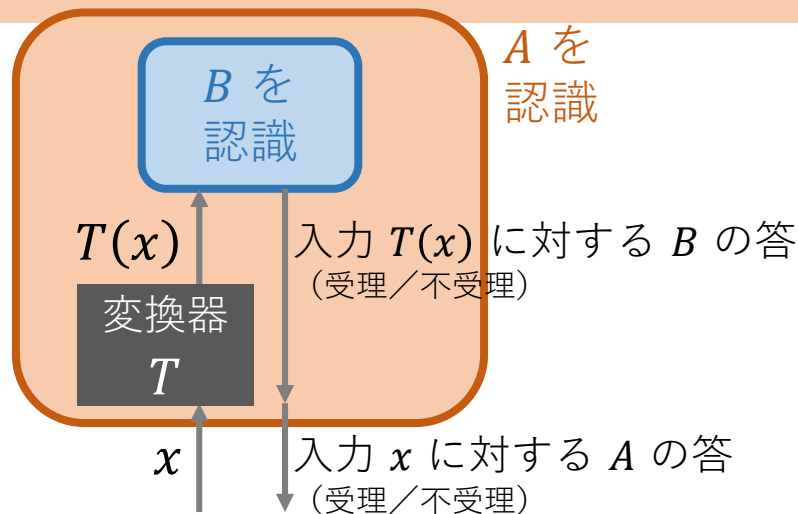 A を
認識
B を
認識
T(x)
入力 T(x) に対する B の答
（受理／不受理）
変換器
T
x
入力 x に対する A の答
（受理／不受理）